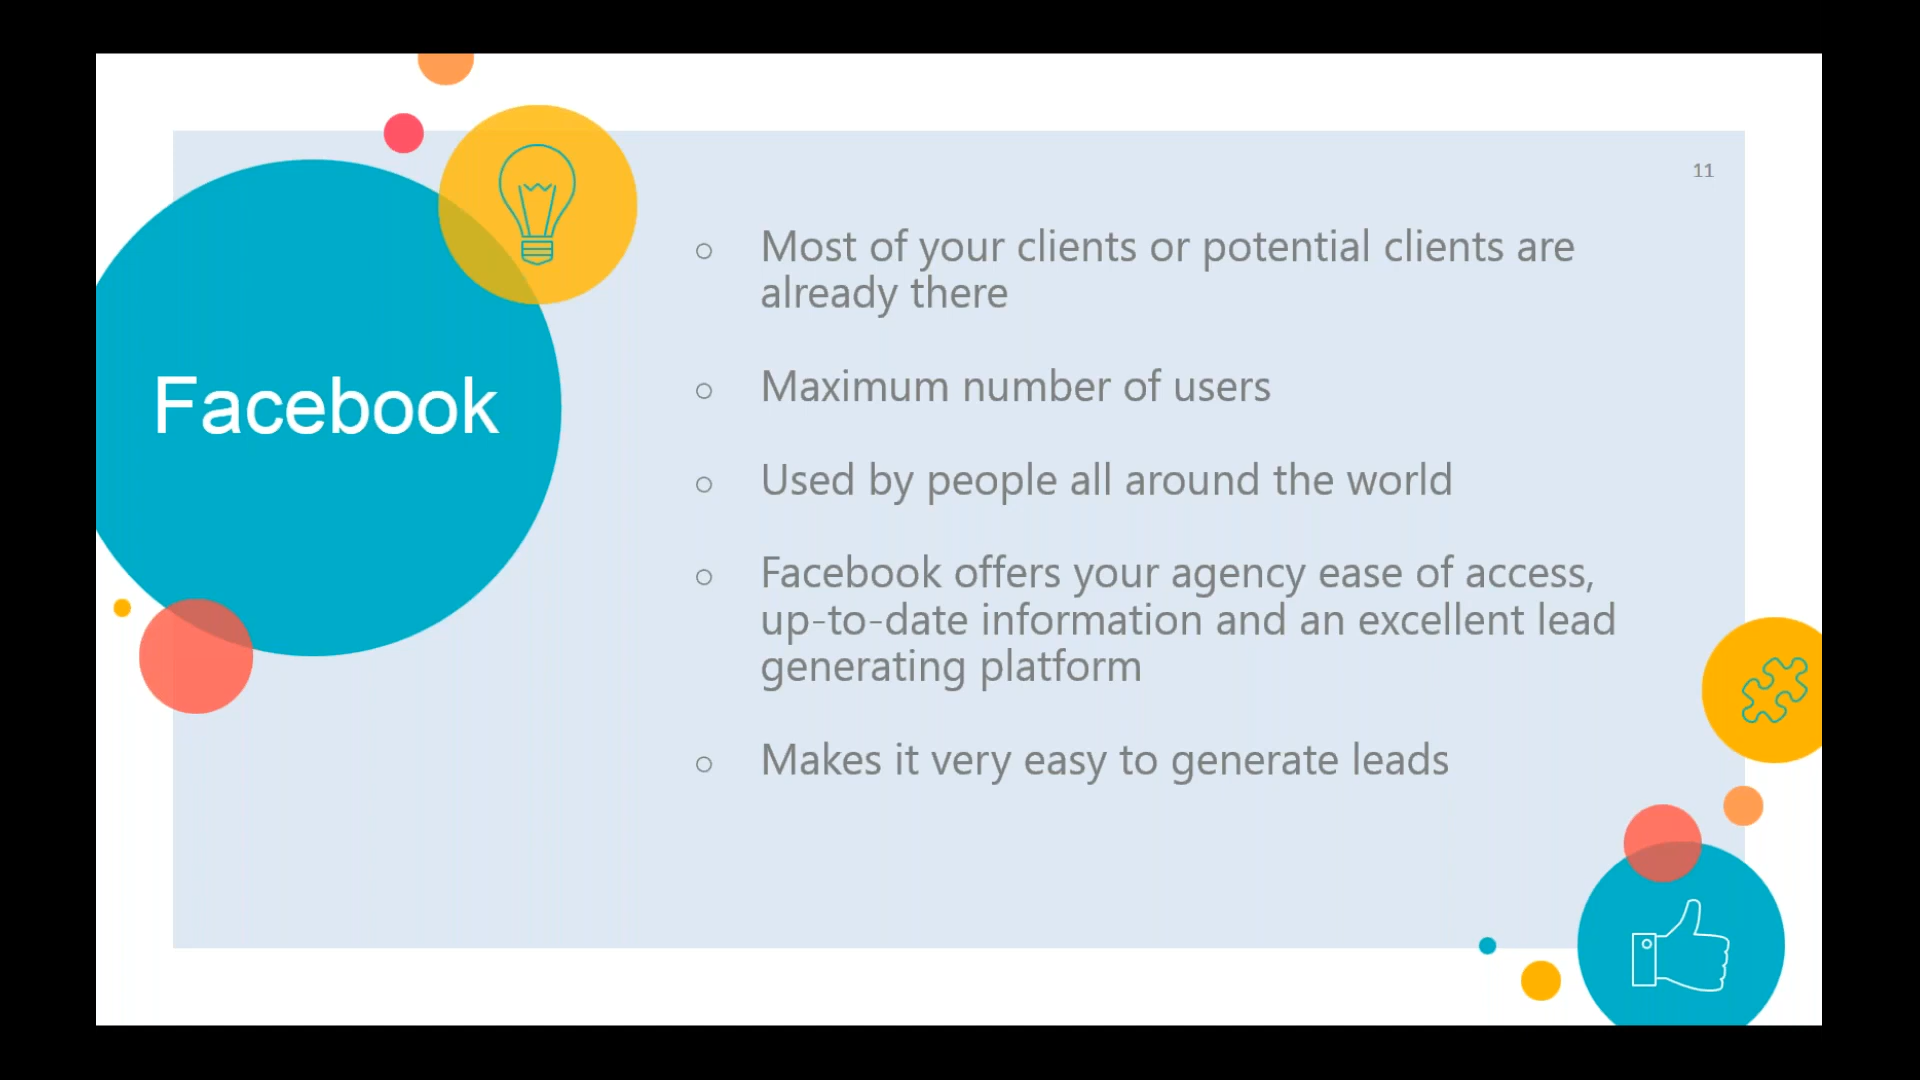 11
Facebook
○ Most of your clients or potential clients are
already there
○ Maximum number of users
○ Used by people all around the world
○ Facebook offers your agency ease of access,
up-to-date information and an excellent lead
generating platform
○ Makes it very easy to generate leads